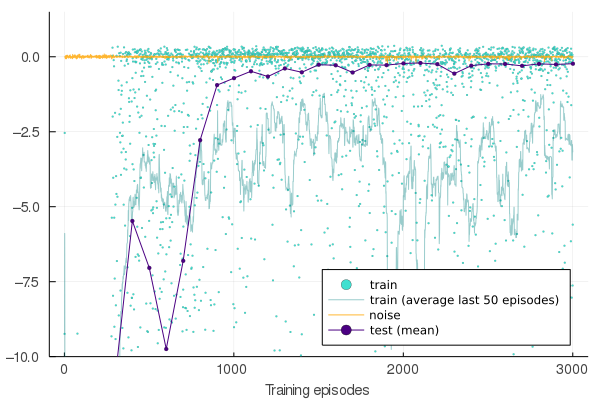 0.0
−2.5
−5.0
−7.5
−10.0
0
1000
2000
3000
Training episodes
train
train (average last 50 episodes)
noise
test (mean)